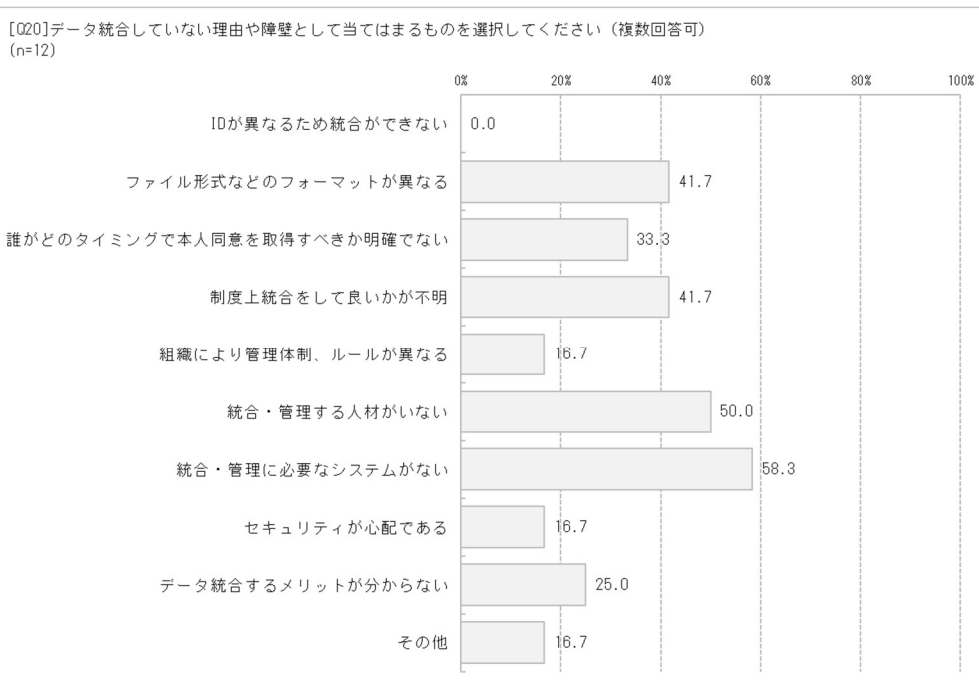 [Q20]データ統合していない理由や障壁として当てはまるものを選択してください（複数回答可）
(n=12)
0% 20% 40% 60% 80% 100%
IDが異なるため統合ができない 0.0
ファイル形式などのフォーマットが異なる 41.7
誰がどのタイミングで本人同意を取得すべきか明確でない 33.3
制度上統合をして良いかが不明 41.7
組織により管理体制、ルールが異なる 16.7
統合・管理する人材がいない 50.0
統合・管理に必要なシステムがない 58.3
セキュリティが心配である 16.7
データ統合するメリットが分からない 25.0
その他 16.7